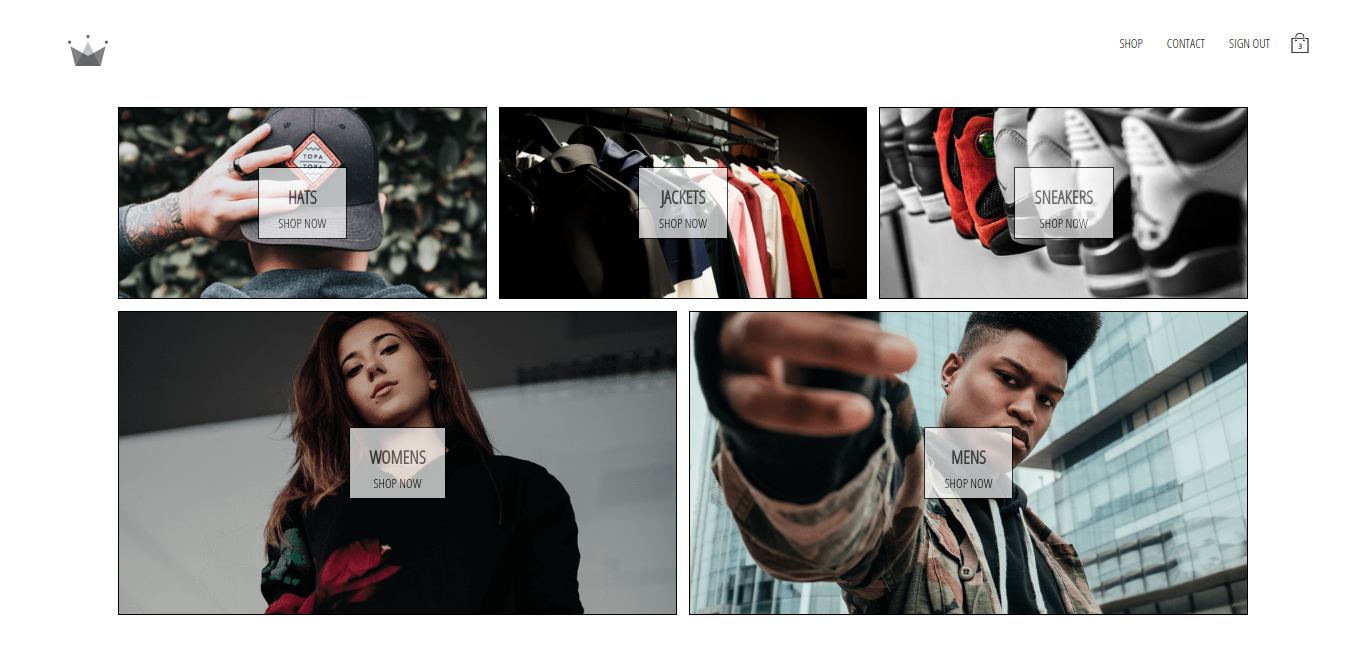 SHOP CONTACT SIGN OUT 3
TOPA
TOPA
HATS
SHOP NOW
JACKETS
SHOP NOW
SNEAKERS
SHOP NOW
WOMENS
SHOP NOW
MENS
SHOP NOW